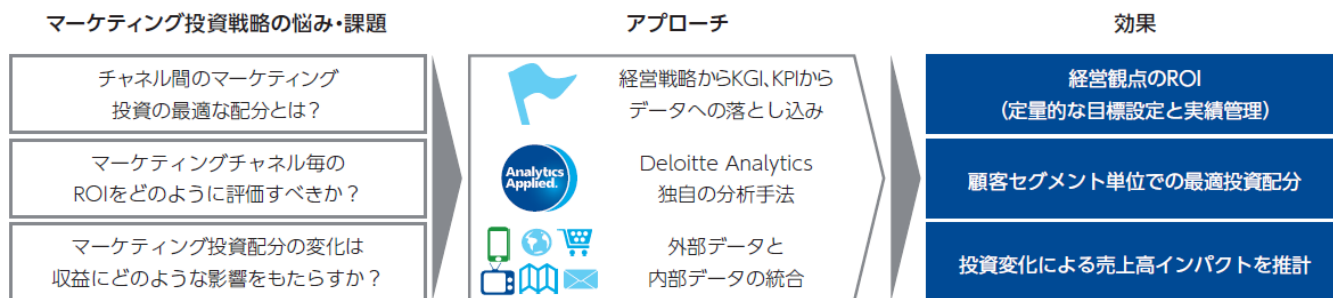 マーケティング投資戦略の悩み・課題
アプローチ
効果
チャネル間のマーケティング
投資の最適な配分とは？
マーケティングチャネル毎の
ROIをどのように評価すべきか？
マーケティング投資配分の変化は
収益にどのような影響をもたらすか？
経営戦略からKGI、KPIから
データへの落とし込み
Analytics
Applied.
Deloitte Analytics
独自の分析手法
外部データと
内部データの統合
経営観点のROI
（定量的な目標設定と実績管理）
顧客セグメント単位での最適投資配分
投資変化による売上高インパクトを推計